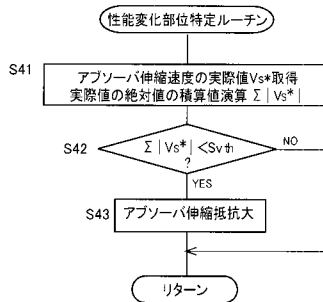 性能変化部位特定ルーチン
S41
アブソーバ伸縮速度の実際値Vs*取得
実際値の絶対値の積算値演算 Σ|Vs*|
S42
Σ|Vs*|<Svth
?
NO
YES
S43
アブソーバ伸縮抵抗大
リターン